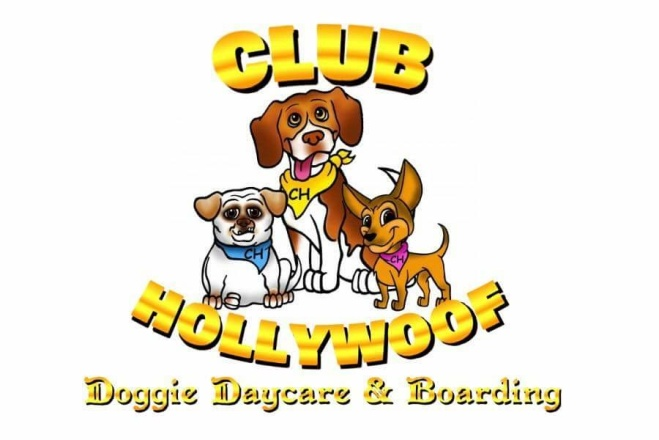 CLUB
CH
CH
CH
HOLLYWOOF
Doggie Daycare & Boarding